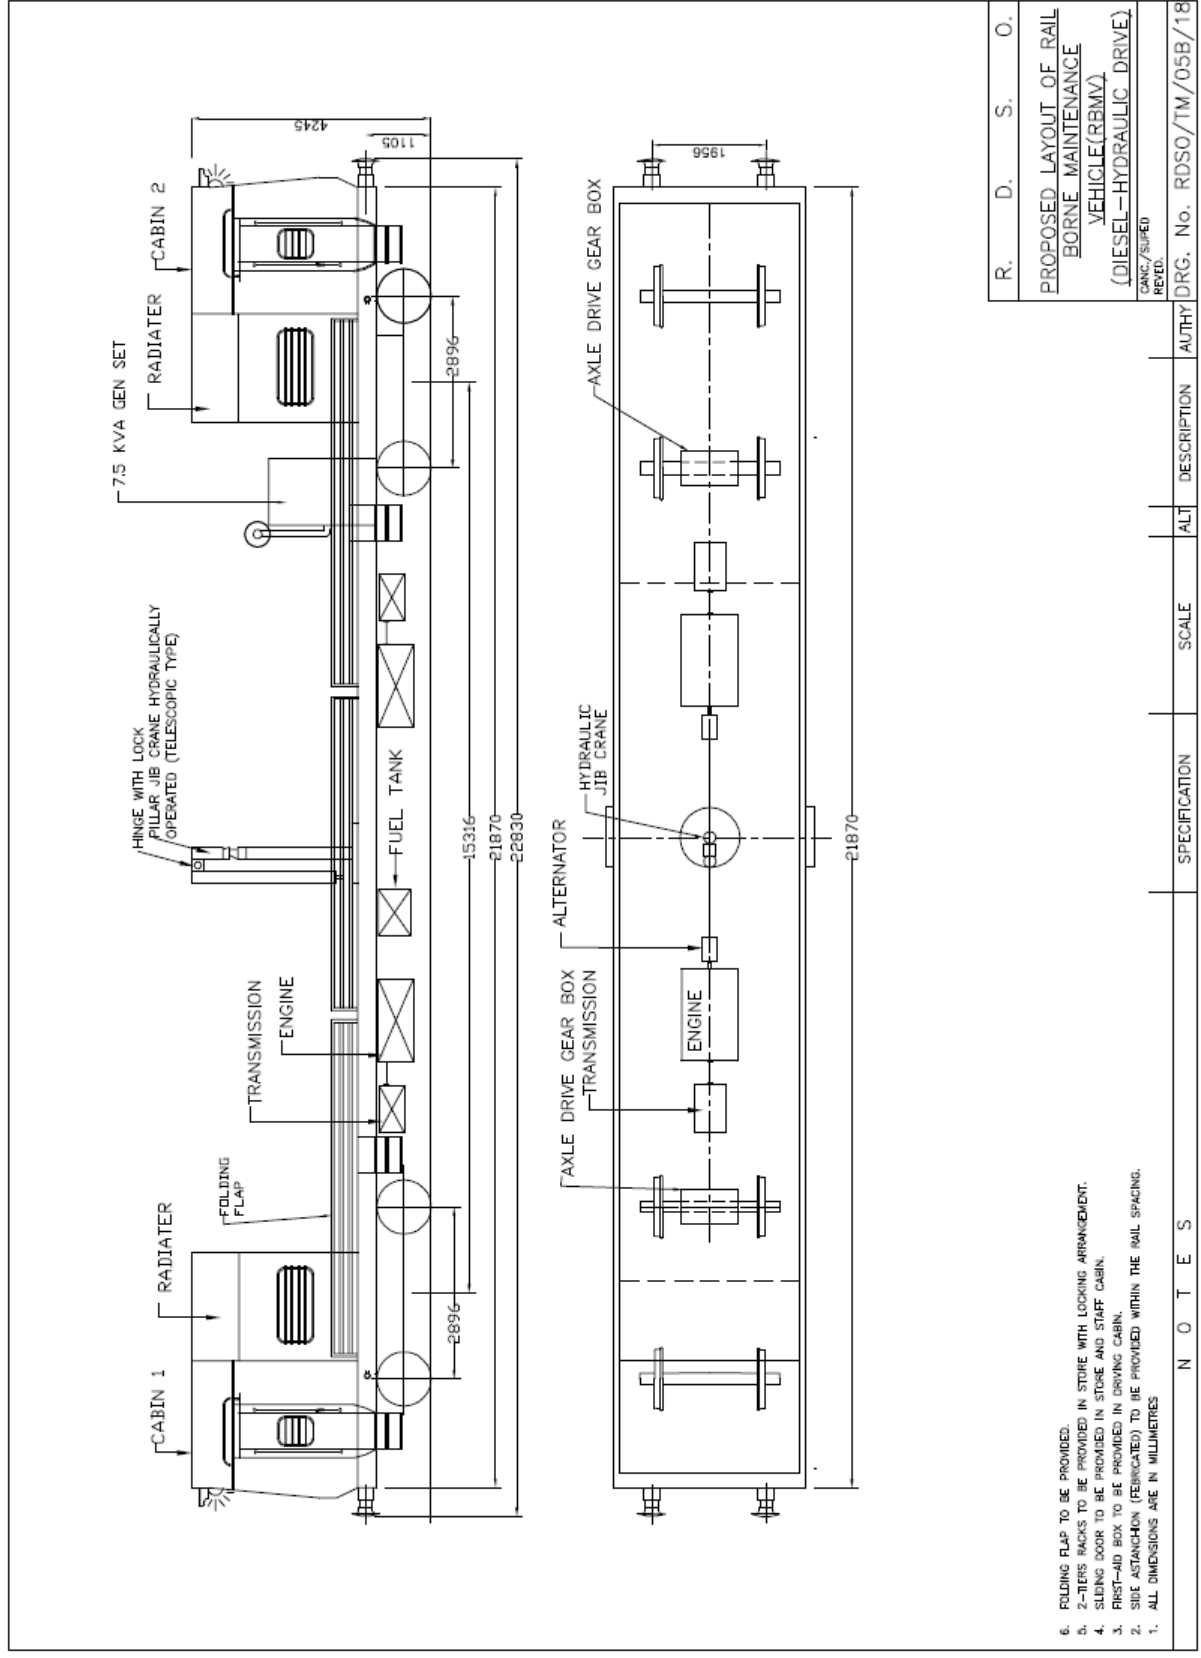 CABIN 1
RADIATER
FOLDING
FLAP
TRANSMISSION
ENGINE
HINGE WITH LOCK
PILLAR JIB CRANE HYDRAULICALLY
OPERATED (TELESCOPIC TYPE)
FUEL TANK
7.5 KVA GEN SET
RADIATER
CABIN 2
4245
1105
2896
2896
15316
21870
22830
AXLE DRIVE GEAR BOX
TRANSMISSION
ALTERNATOR
HYDRAULIC
JIB CRANE
AXLE DRIVE GEAR BOX
ENGINE
1956
21870
6. FOLDING FLAP TO BE PROVIDED.
5. 2-TIERS RACKS TO BE PROVIDED IN STORE WITH LOCKING ARRANGEMENT.
4. SLIDING DOOR TO BE PROVIDED IN STORE AND STAFF CABIN.
3. FIRST-AID BOX TO BE PROVIDED IN DRIVING CABIN.
2. SIDE ASTANCHION (FEBRICATED) TO BE PROVIDED WITHIN THE RAIL SPACING.
1. ALL DIMENSIONS ARE IN MILLIMETRES
N O T E S
SPECIFICATION
SCALE
ALT
DESCRIPTION
AUTHY
R. D. S. O.
PROPOSED LAYOUT OF RAIL
BORNE MAINTENANCE
VEHICLE(RBMV)
(DIESEL-HYDRAULIC DRIVE)
CANC./SUPED
REVED.
DRG. No. RDSO/TM/05B/18